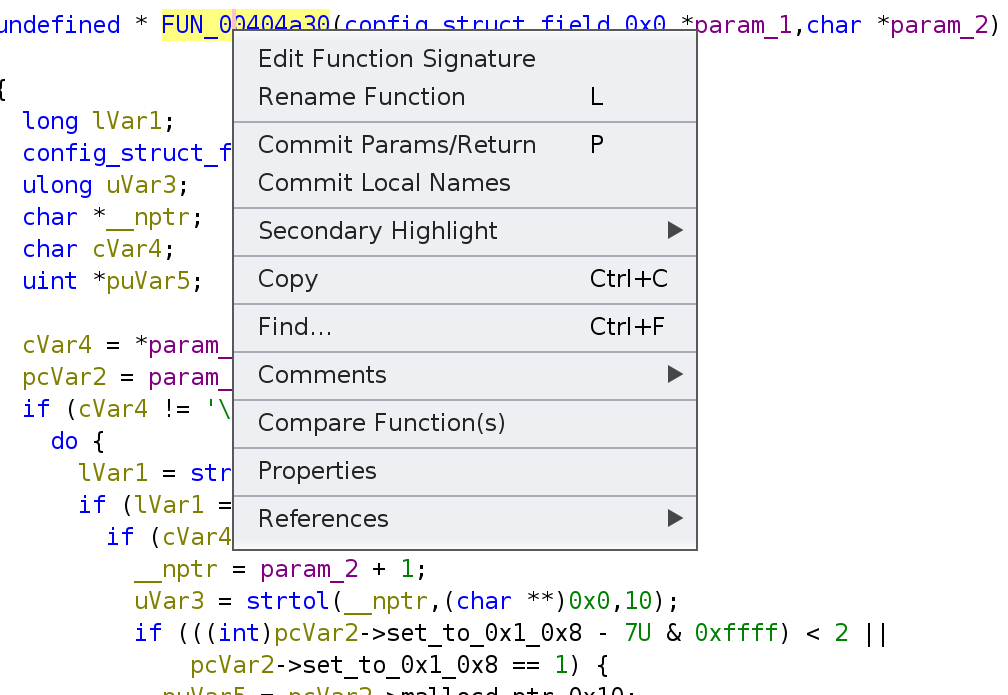 undefined * FUN_00404a30(config_struct_field_0x0 *param_1,char *param_2)
{
long lVar1;
config_struct_f
ulong uVar3;
char *__nptr;
char cVar4;
uint *puVar5;
cVar4 = *param_
pcVar2 = param_
if (cVar4 != '\
do {
lVar1 = str
if (lVar1 =
if (cVar4
__nptr = param_2 + 1;
uVar3 = strtol(__nptr,(char **)0x0,10);
if (((int)pcVar2->set_to_0x1_0x8 - 7U & 0xffff) < 2 ||
pcVar2->set_to_0x1_0x8 == 1) {
puVar5 = pcVar2->mallocd_ptr_0x10;
Edit Function Signature
Rename Function L
Commit Params/Return P
Commit Local Names
Secondary Highlight
Copy Ctrl+C
Find... Ctrl+F
Comments
Compare Function(s)
Properties
References